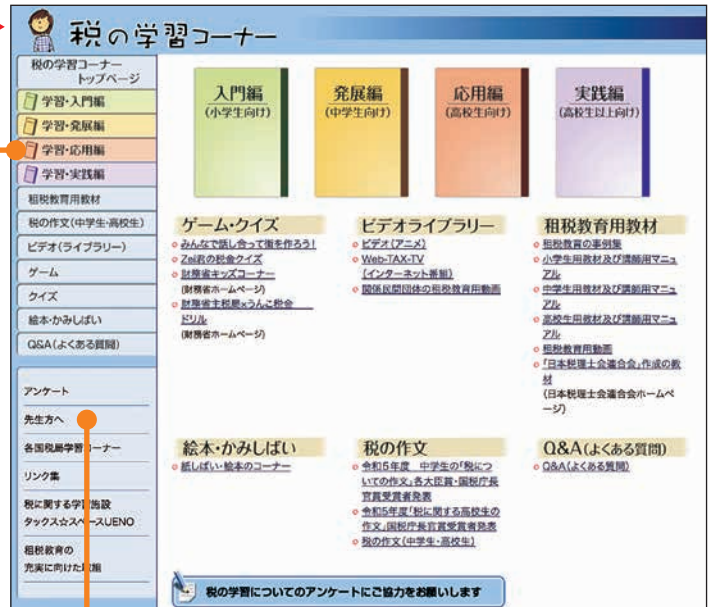 税の学習コーナー
税の学習コーナー
トップページ
学習・入門編
学習・発展編
学習・応用編
学習・実践編
租税教育用教材
税の作文(中学生・高校生)
ビデオ(ライブラリー)
ゲーム
クイズ
絵本・かみしばい
Q&A(よくある質問)
アンケート
先生方へ
各国税局学習コーナー
リンク集
税に関する学習施設
タックス☆スペースUENO
租税教育の
充実に向けた取組
入門編
(小学生向け)
発展編
(中学生向け)
応用編
(高校生向け)
実践編
(高校生以上向け)
ゲーム・クイズ
みんなで話し合って街を作ろう!
Zei君の税金クイズ
財務省キッズコーナー
(財務省ホームページ)
財務省主税局×うんこ税金
ドリル
(財務省ホームページ)
ビデオライブラリー
ビデオ(アニメ)
Web-TAX-TV
(インターネット番組)
関係民間団体の租税教育用動画
租税教育用教材
租税教育の事例集
小学生用教材及び講師用マニュ
アル
中学生用教材及び講師用マニュ
アル
高校生用教材及び講師用マニュ
アル
租税教育用動画
「日本税理士会連合会」作成の教
材
(日本税理士会連合会ホームペ
ージ)
絵本・かみしばい
紙しばい・絵本のコーナー
税の作文
令和5年度 中学生の「税につ
いての作文」各大臣賞・国税庁長
官賞受賞者発表
令和5年度「税に関する高校生の
作文」国税庁長官賞受賞者発表
税の作文(中学生・高校生)
Q&A(よくある質問)
Q&A(よくある質問)
税の学習についてのアンケートにご協力をお願いします